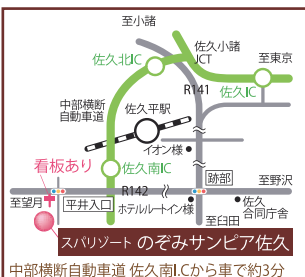 至小諸
佐久小諸
JCT
佐久北IC
至東京
R141
佐久IC
中部横断
自動車道
佐久平駅
イオン様
看板あり
佐久南IC
跡部
至望月
平井入口
R142
至野沢
ホテルルートイン様
佐久
合同庁舎
至臼田
スパリゾート のぞみサンピア佐久
中部横断自動車道 佐久南I.Cから車で約3分